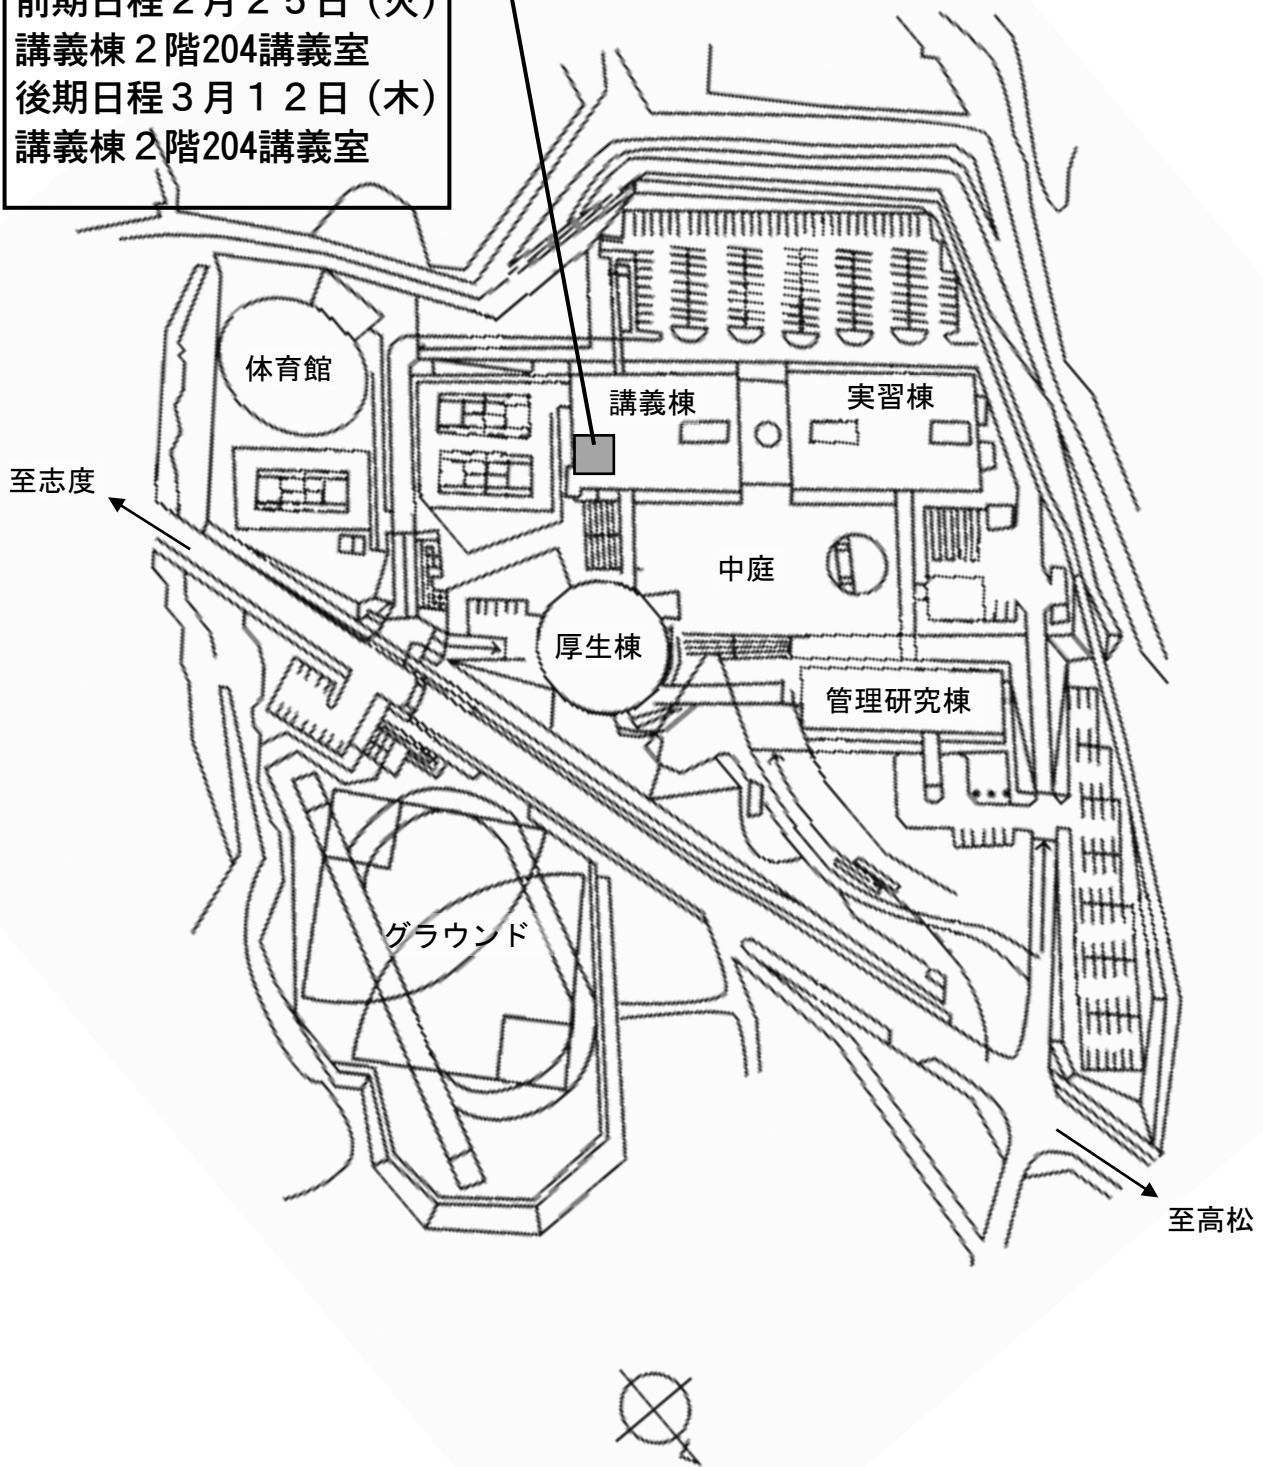 前期日程２月２５日（火）
講義棟２階204講義室
後期日程３月１２日（木）
講義棟２階204講義室
体育館
講義棟
実習棟
至志度
中庭
厚生棟
管理研究棟
グラウンド
至高松